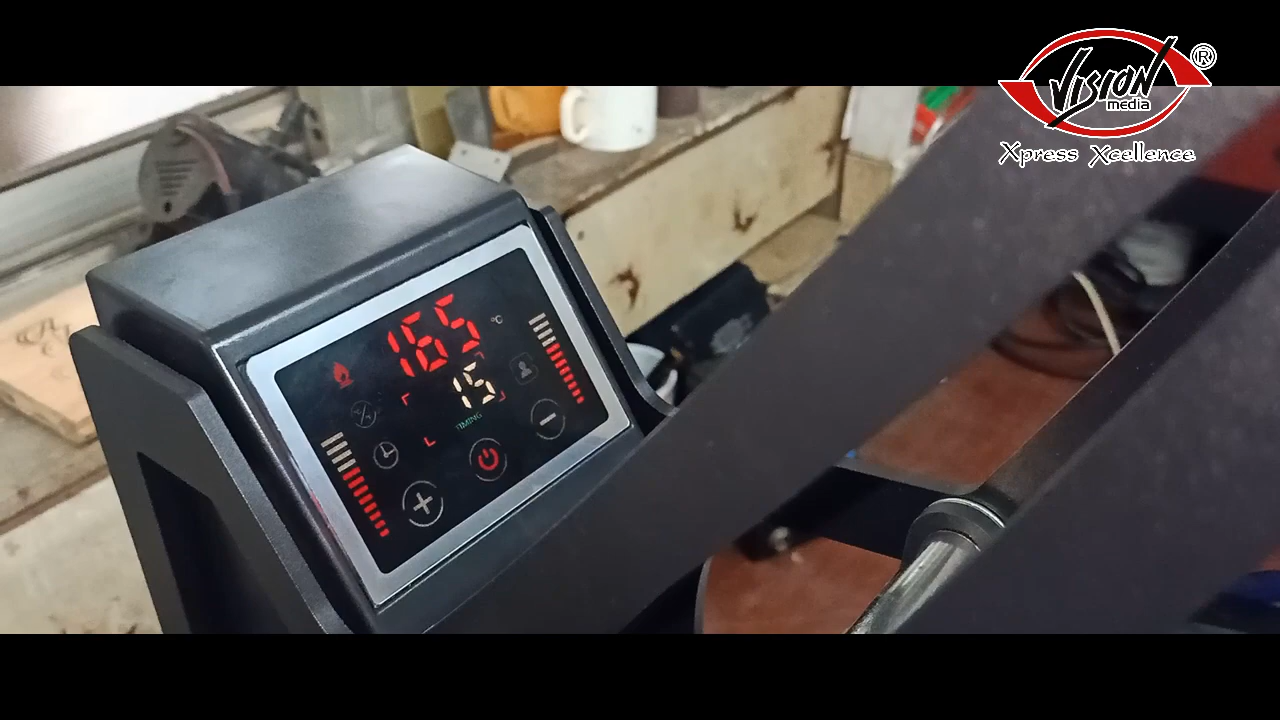 VISION ®
media
Xpress Xcellence
165 °C
15
TIMING